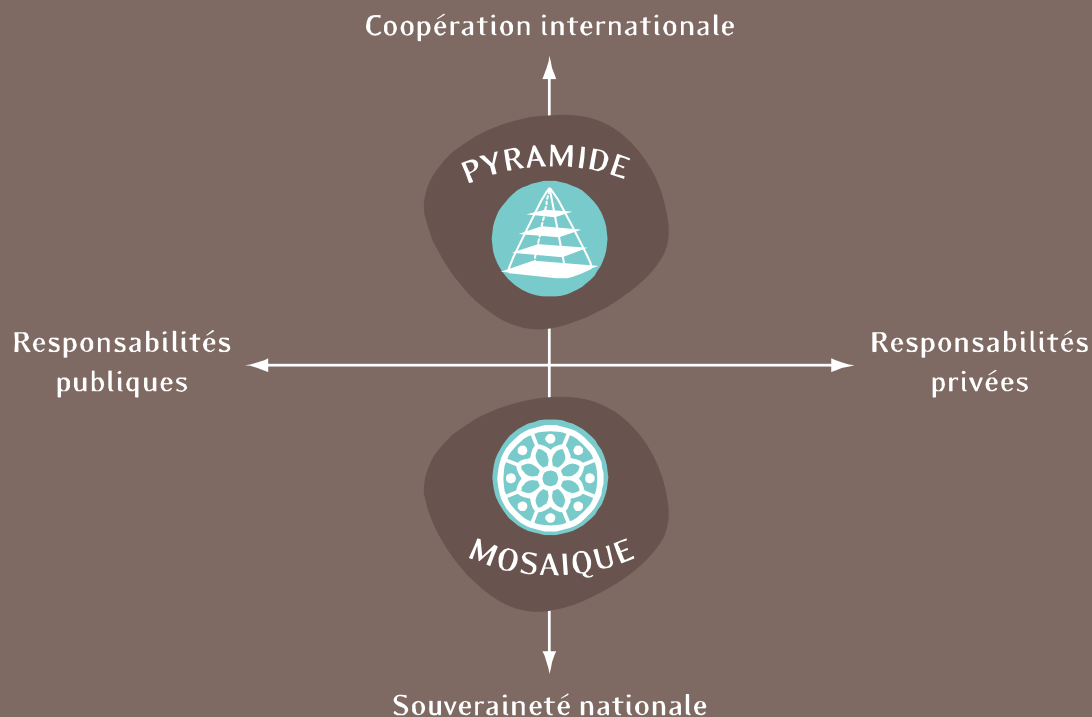 Coopération internationale
PYRAMIDE
Responsabilités
publiques
Responsabilités
privées
MOSAIQUE
Souveraineté nationale